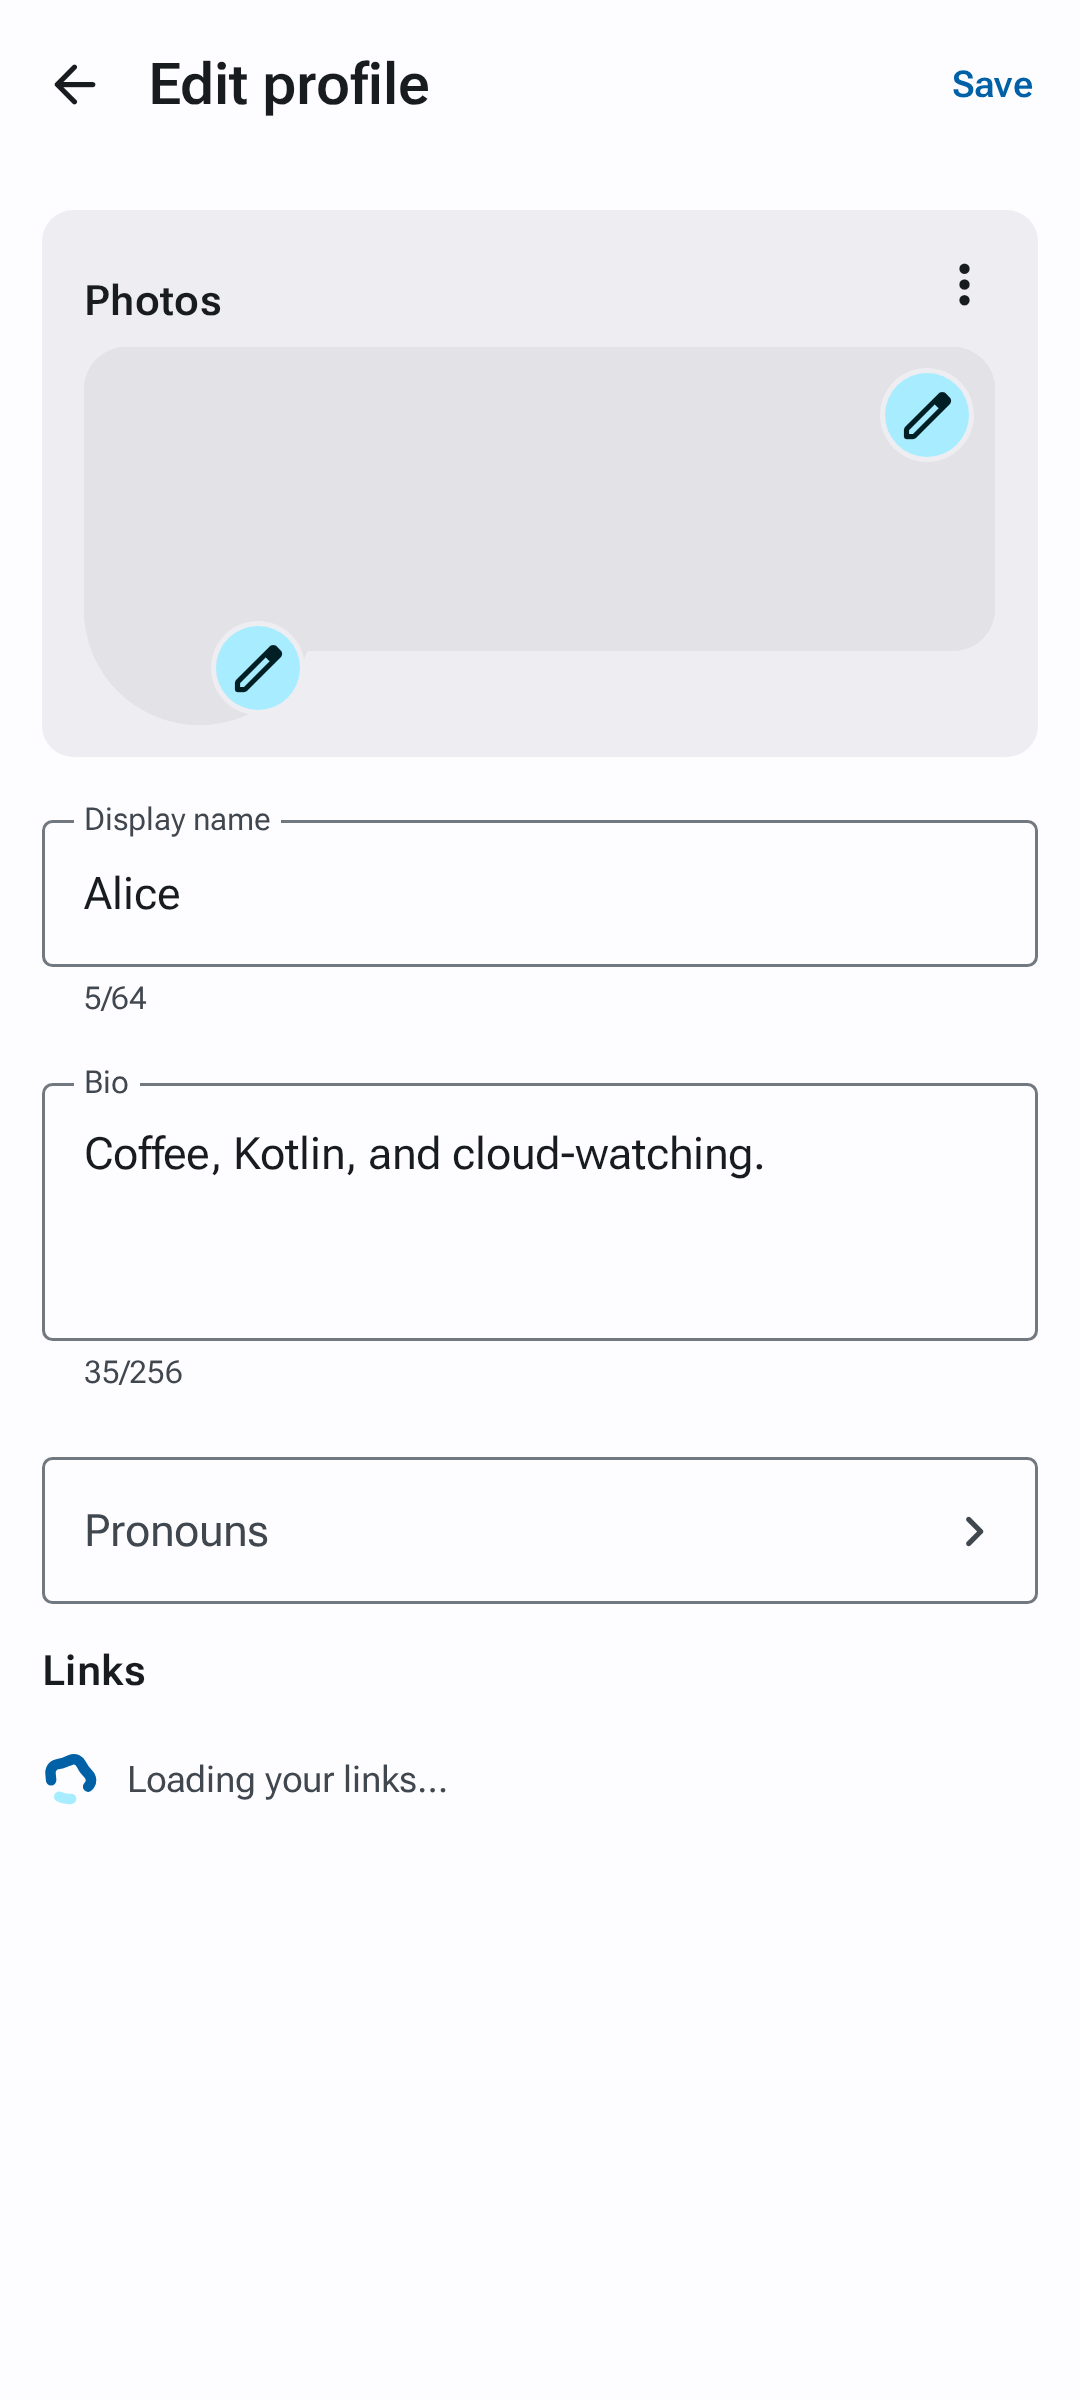 Edit profile
Save
Photos
Display name
Alice
5/64
Bio
Coffee, Kotlin, and cloud-watching.
35/256
Pronouns
Links
Loading your links...